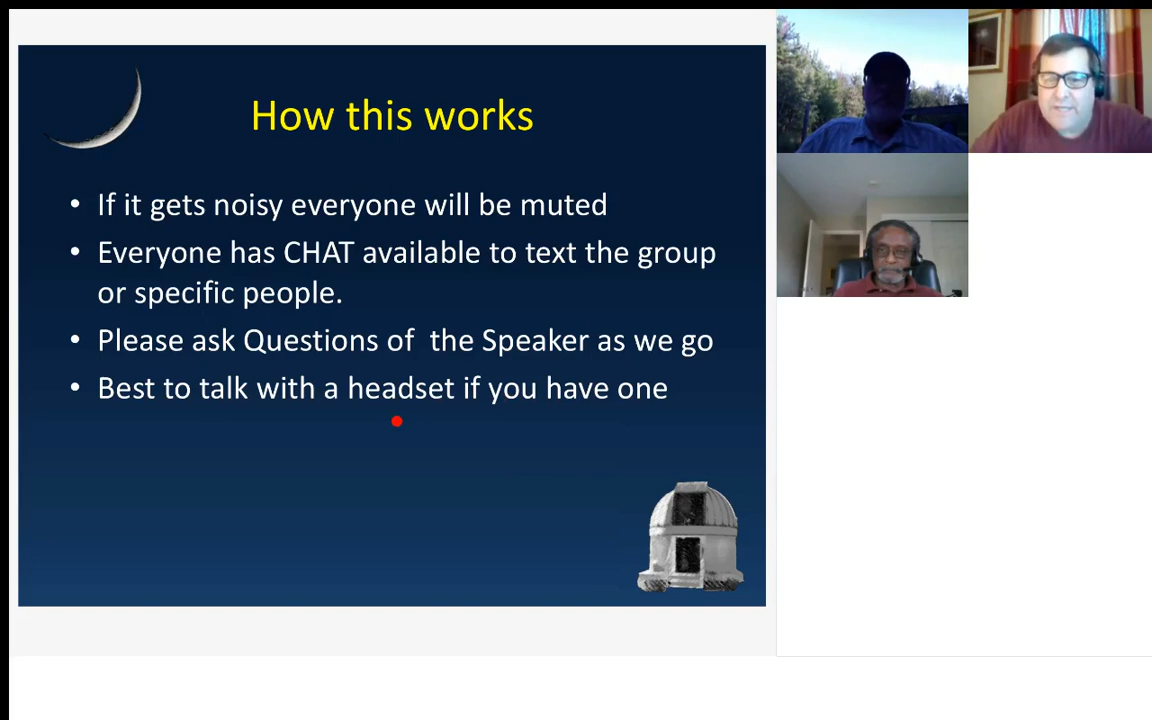 How this works
• If it gets noisy everyone will be muted
• Everyone has CHAT available to text the group
or specific people.
• Please ask Questions of  the Speaker as we go
• Best to talk with a headset if you have one